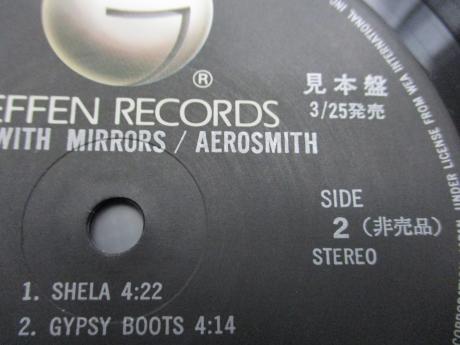 ®
EFFEN RECORDS
見本盤
3/25発売
WITH MIRRORS / AEROSMITH
SIDE
2 (非売品)
STEREO
1. SHELA 4:22
2. GYPSY BOOTS 4:14
UNDER LICENSE FROM WEA INTERNATIONAL INC